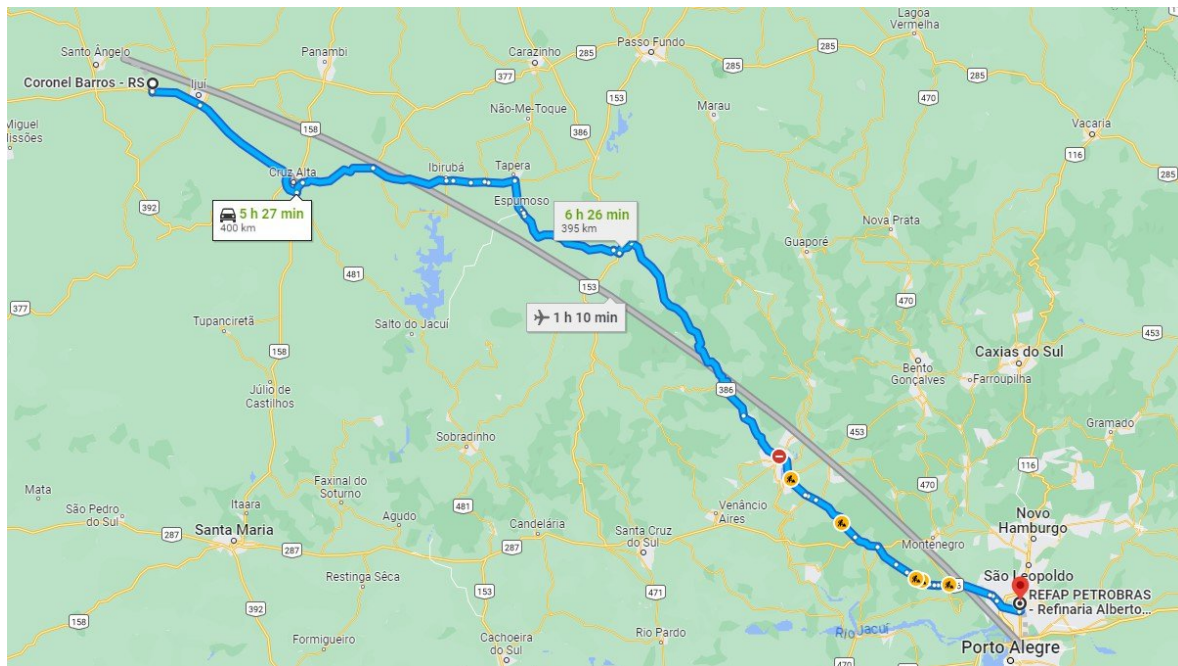 Lagoa
Vermelha
Santo Ângelo
Panambi
Carazinho
Passo Fundo
285
285
470
Coronel Barros - RS
Ijuí
377
153
Não-Me-Toque
Marau
386
Vacaria
116
285
158
Miguel
Missões
Cruz Alta
Ibirubá
Tapera
Espumoso
392
5 h 27 min
400 km
6 h 26 min
395 km
Nova Prata
Guaporé
481
153
470
377
1 h 10 min
Tupanciretã
Salto do Jacuí
453
158
Caxias do Sul
Bento
Gonçalves
Farroupilha
Júlio de
Castilhos
386
Gramado
453
Sobradinho
116
470
Mata
Faxinal do
Soturno
São Pedro
do Sul
Itaara
481
Venâncio
Aires
Novo
Hamburgo
Santa Maria
Agudo
Candelária
Santa Cruz
do Sul
287
287
287
Montenegro
São Leopoldo
Restinga Sêca
471
REFAP PETROBRAS
- Refinaria Alberto...
392
158
Formigueiro
Cachoeira
do Sul
Rio Pardo
Rio Jacuí
Porto Alegre
470
290